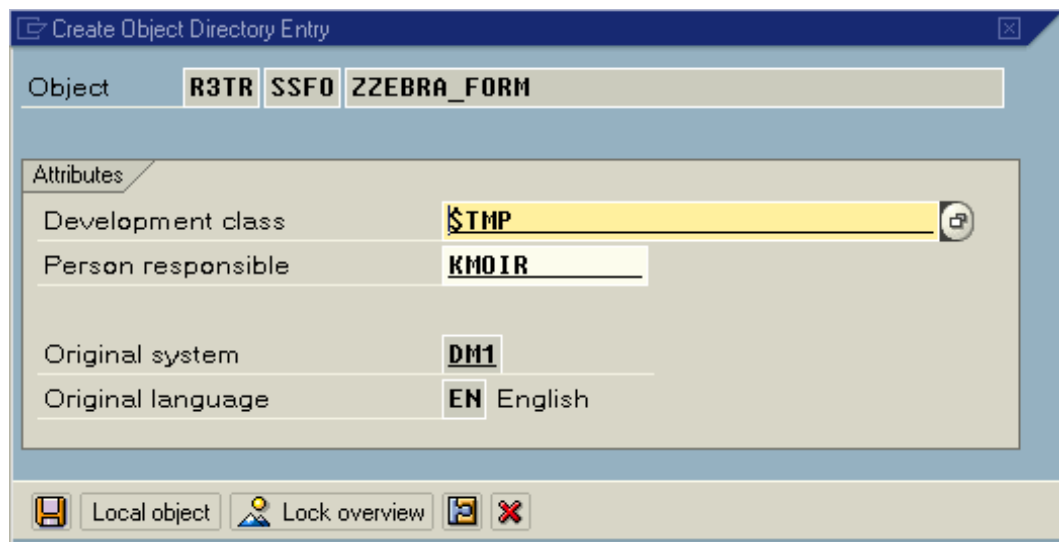 Create Object Directory Entry
Object R3TR SSFO ZZEBRA_FORM
Attributes
Development class $TMP
Person responsible KMOIR
Original system DM1
Original language EN English
Local object Lock overview